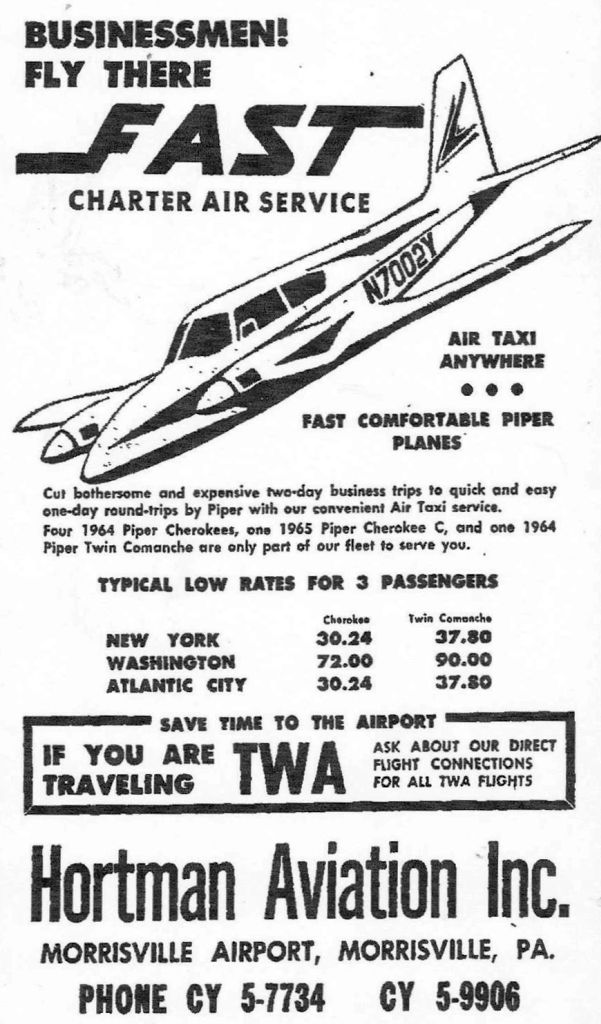 BUSINESSMEN!
FLY THERE
FAST
CHARTER AIR SERVICE
N7002Y
AIR TAXI
ANYWHERE
• • •
FAST COMFORTABLE PIPER
PLANES
Cut bothersome and expensive two-day business trips to quick and easy
one-day round-trips by Piper with our convenient Air Taxi service.
Four 1964 Piper Cherokees, one 1965 Piper Cherokee C, and one 1964
Piper Twin Comanche are only part of our fleet to serve you.
TYPICAL LOW RATES FOR 3 PASSENGERS
Cherokee Twin Comanche
NEW YORK 30.24 37.80
WASHINGTON 72.00 90.00
ATLANTIC CITY 30.24 37.80
SAVE TIME TO THE AIRPORT
IF YOU ARE
TRAVELING
TWA
ASK ABOUT OUR DIRECT
FLIGHT CONNECTIONS
FOR ALL TWA FLIGHTS
Hortman Aviation Inc.
MORRISVILLE AIRPORT, MORRISVILLE, PA.
PHONE CY 5-7734 CY 5-9906